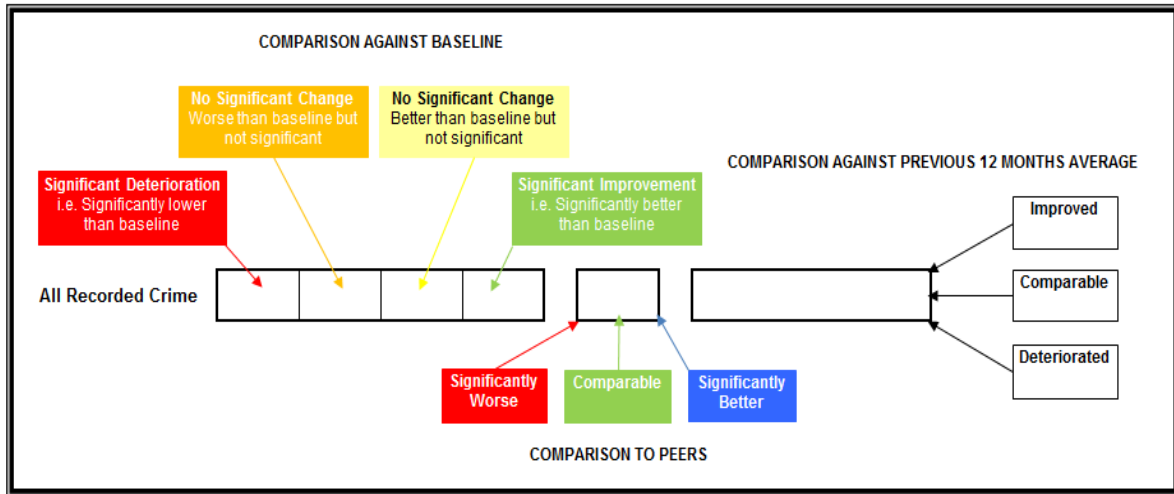 COMPARISON AGAINST BASELINE
No Significant Change
Worse than baseline but
not significant
No Significant Change
Better than baseline but
not significant
COMPARISON AGAINST PREVIOUS 12 MONTHS AVERAGE
Significant Deterioration
i.e. Significantly lower
than baseline
Significant Improvement
i.e. Significantly better
than baseline
Improved
All Recorded Crime
Comparable
Deteriorated
Significantly
Worse
Comparable
Significantly
Better
COMPARISON TO PEERS